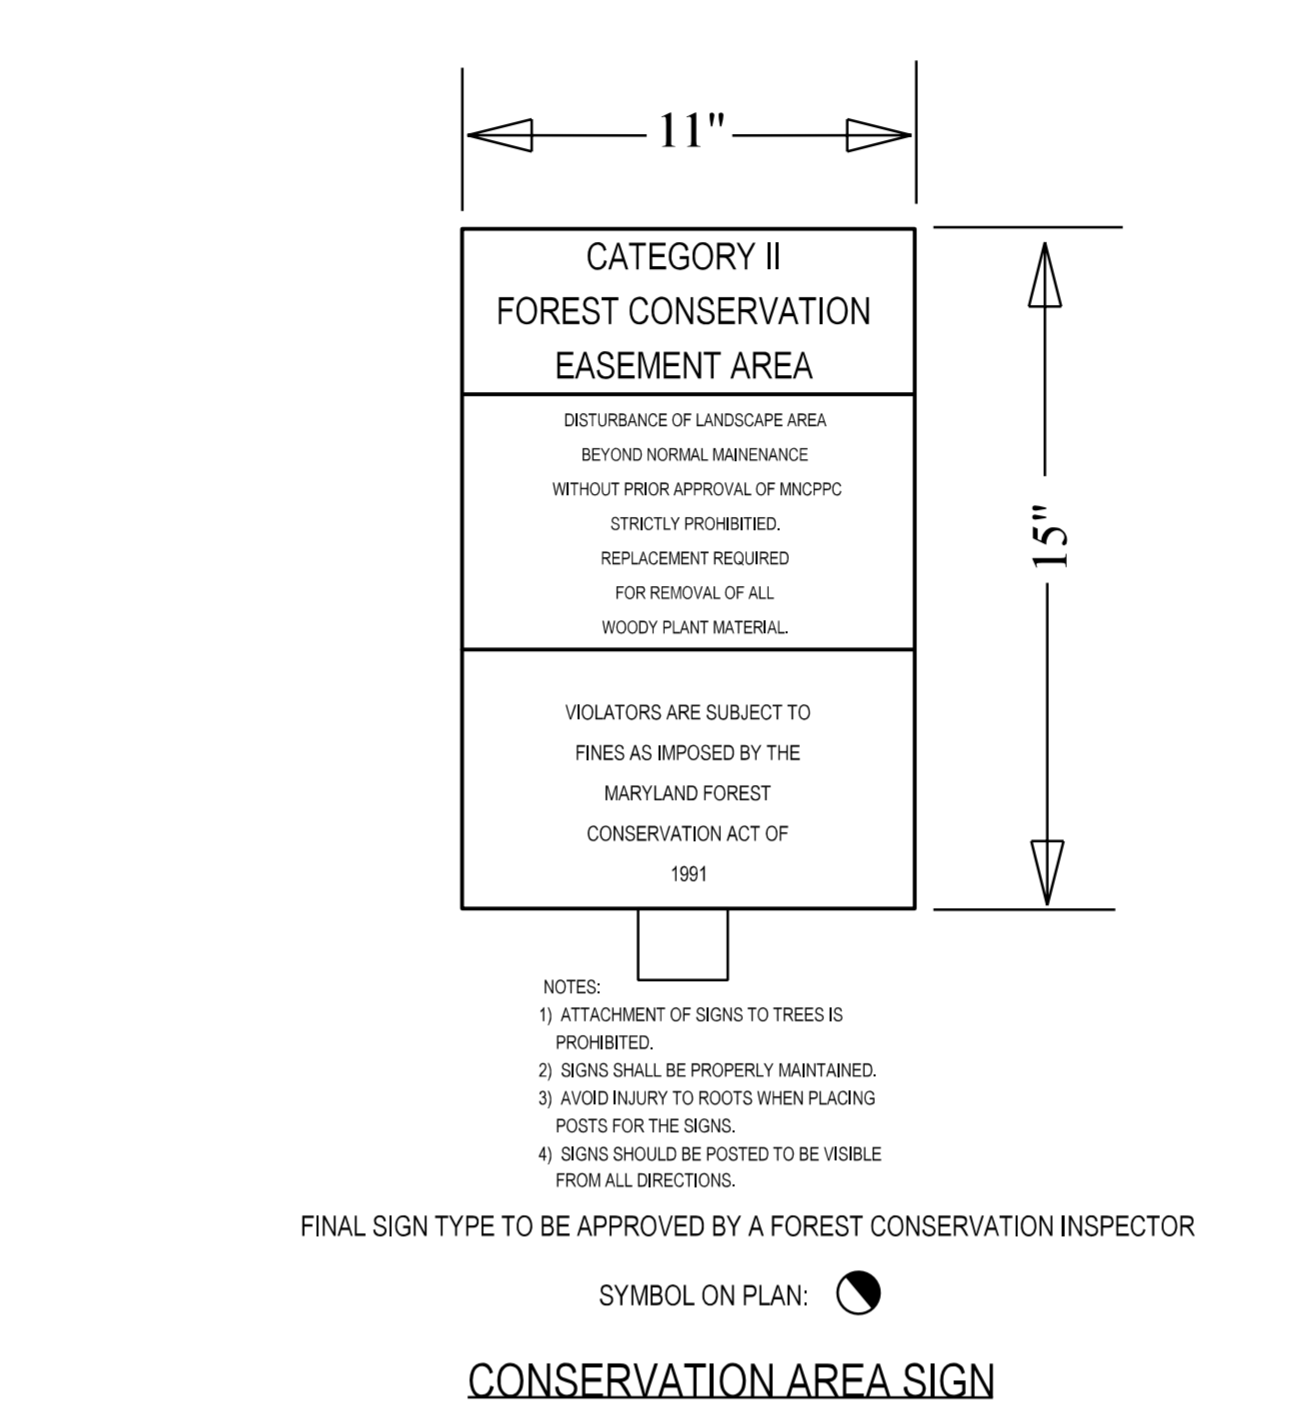 11"
CATEGORY II
FOREST CONSERVATION
EASEMENT AREA
DISTURBANCE OF LANDSCAPE AREA
BEYOND NORMAL MAINENANCE
WITHOUT PRIOR APPROVAL OF MNCPPC
STRICTLY PROHIBITIED.
REPLACEMENT REQUIRED
FOR REMOVAL OF ALL
WOODY PLANT MATERIAL.
15"
VIOLATORS ARE SUBJECT TO
FINES AS IMPOSED BY THE
MARYLAND FOREST
CONSERVATION ACT OF
1991
NOTES:
1) ATTACHMENT OF SIGNS TO TREES IS
PROHIBITED.
2) SIGNS SHALL BE PROPERLY MAINTAINED.
3) AVOID INJURY TO ROOTS WHEN PLACING
POSTS FOR THE SIGNS.
4) SIGNS SHOULD BE POSTED TO BE VISIBLE
FROM ALL DIRECTIONS.
FINAL SIGN TYPE TO BE APPROVED BY A FOREST CONSERVATION INSPECTOR
SYMBOL ON PLAN:
CONSERVATION AREA SIGN